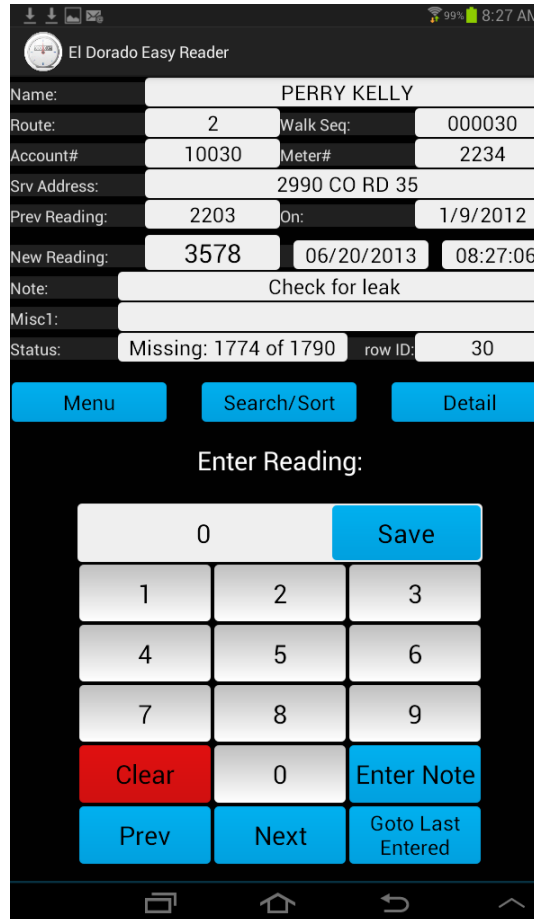 99% 8:27 AM
El Dorado Easy Reader
Name: PERRY KELLY
Route: 2 Walk Seq: 000030
Account# 10030 Meter# 2234
Srv Address: 2990 CO RD 35
Prev Reading: 2203 On: 1/9/2012
New Reading: 3578 06/20/2013 08:27:06
Note: Check for leak
Misc1:
Status: Missing: 1774 of 1790 row ID: 30
Menu Search/Sort Detail
Enter Reading:
0 Save
1 2 3
4 5 6
7 8 9
Clear 0 Enter Note
Prev Next Goto Last
Entered